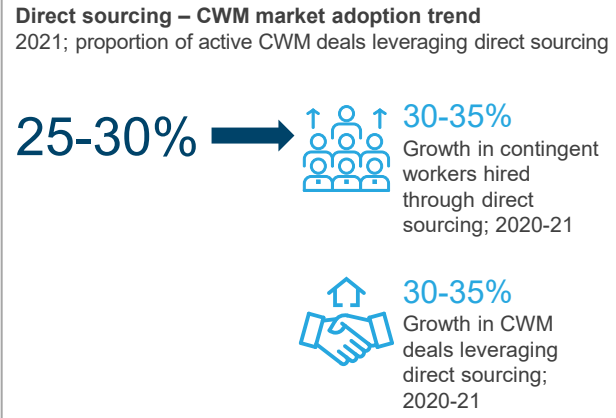 Direct sourcing – CWM market adoption trend
2021; proportion of active CWM deals leveraging direct sourcing
25-30%
30-35%
Growth in contingent
workers hired
through direct
sourcing; 2020-21
30-35%
Growth in CWM
deals leveraging
direct sourcing;
2020-21